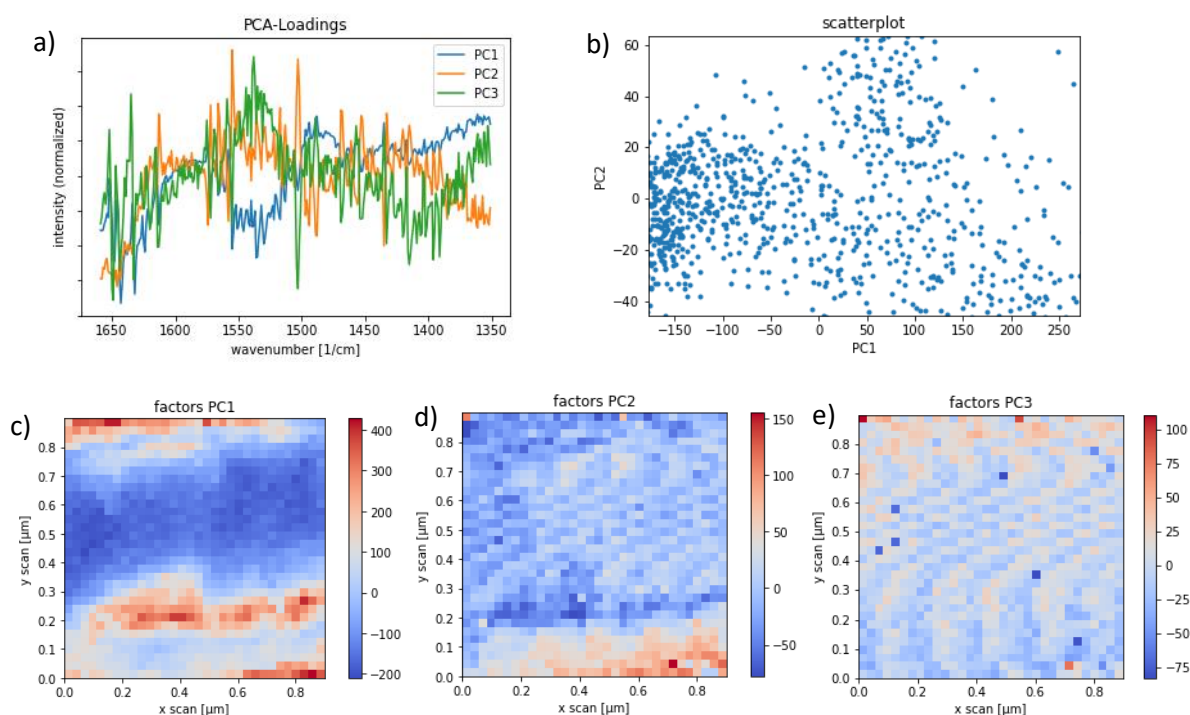 a)
PCA-Loadings
intensity (normalized)
PC1
PC2
PC3
1650 1600 1550 1500 1450 1400 1350
wavenumber [1/cm]
b)
scatterplot
PC2
60
40
20
0
−20
−40
−150 −100 −50 0 50 100 150 200 250
PC1
c)
factors PC1
y scan [µm]
0.8
0.7
0.6
0.5
0.4
0.3
0.2
0.1
0.0
0.0 0.2 0.4 0.6 0.8
x scan [µm]
400
300
200
100
0
−100
−200
d)
factors PC2
y scan [µm]
0.8
0.7
0.6
0.5
0.4
0.3
0.2
0.1
0.0
0.0 0.2 0.4 0.6 0.8
x scan [µm]
150
100
50
0
−50
e)
factors PC3
y scan [µm]
0.8
0.7
0.6
0.5
0.4
0.3
0.2
0.1
0.0
0.0 0.2 0.4 0.6 0.8
x scan [µm]
100
75
50
25
0
−25
−50
−75